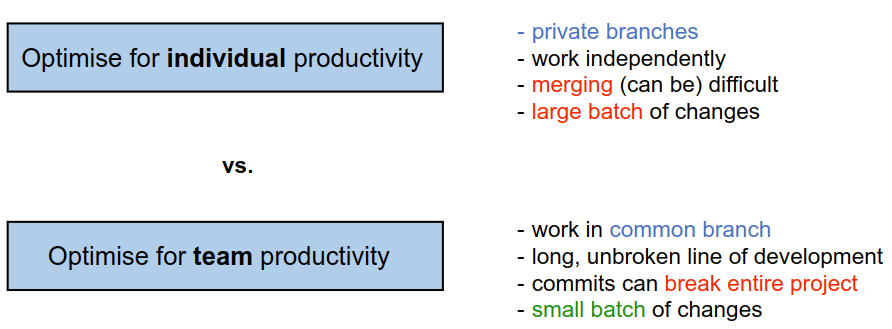 Optimise for individual productivity
- private branches
- work independently
- merging (can be) difficult
- large batch of changes
vs.
Optimise for team productivity
- work in common branch
- long, unbroken line of development
- commits can break entire project
- small batch of changes